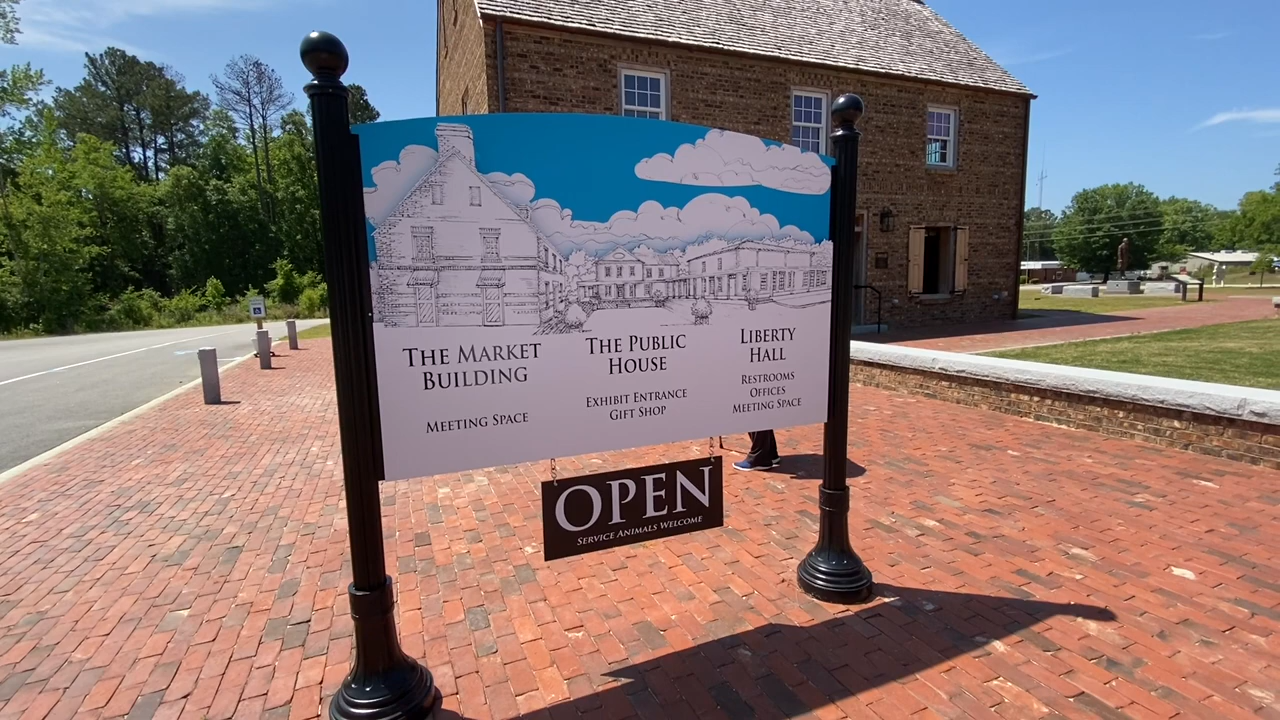 THE MARKET
BUILDING
MEETING SPACE
THE PUBLIC
HOUSE
EXHIBIT ENTRANCE
GIFT SHOP
LIBERTY
HALL
RESTROOMS
OFFICES
MEETING SPACE
OPEN
SERVICE ANIMALS WELCOME